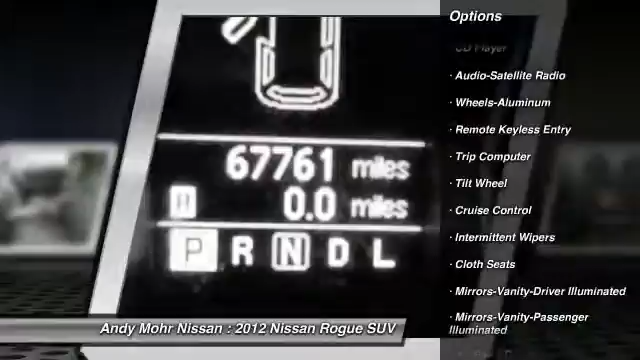 Options
CD Player
· Audio-Satellite Radio
· Wheels-Aluminum
· Remote Keyless Entry
· Trip Computer
· Tilt Wheel
· Cruise Control
· Intermittent Wipers
· Cloth Seats
· Mirrors-Vanity-Driver Illuminated
· Mirrors-Vanity-Passenger
Illuminated
67761 miles
0.0 miles
P R N D L
Andy Mohr Nissan : 2012 Nissan Rogue SUV